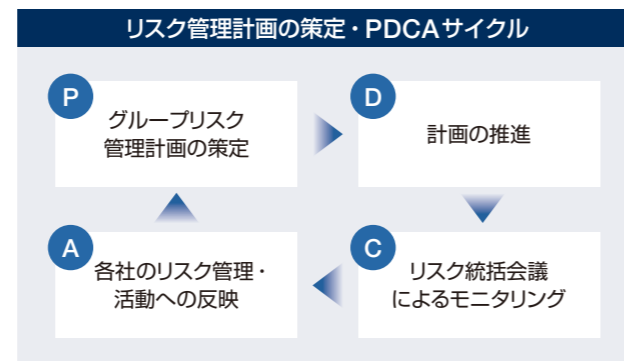 リスク管理計画の策定・PDCAサイクル
P
グループリスク
管理計画の策定
D
計画の推進
A
各社のリスク管理・
活動への反映
C
リスク統括会議
によるモニタリング